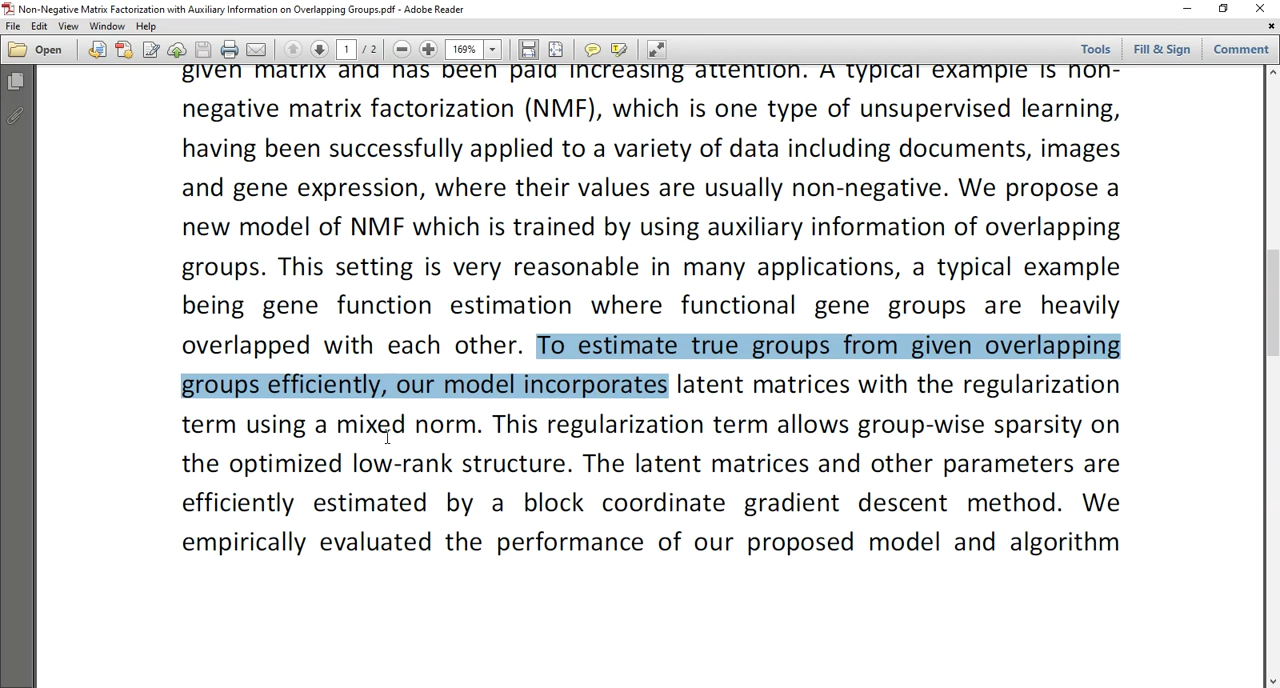 Non-Negative Matrix Factorization with Auxiliary Information on Overlapping Groups.pdf - Adobe Reader
File Edit View Window Help
Open 1 / 2 169% Tools Fill & Sign Comment
given matrix and has been paid increasing attention. A typical example is non-
negative matrix factorization (NMF), which is one type of unsupervised learning,
having been successfully applied to a variety of data including documents, images
and gene expression, where their values are usually non-negative. We propose a
new model of NMF which is trained by using auxiliary information of overlapping
groups. This setting is very reasonable in many applications, a typical example
being gene function estimation where functional gene groups are heavily
overlapped with each other. To estimate true groups from given overlapping
groups efficiently, our model incorporates latent matrices with the regularization
term using a mixed norm. This regularization term allows group-wise sparsity on
the optimized low-rank structure. The latent matrices and other parameters are
efficiently estimated by a block coordinate gradient descent method. We
empirically evaluated the performance of our proposed model and algorithm